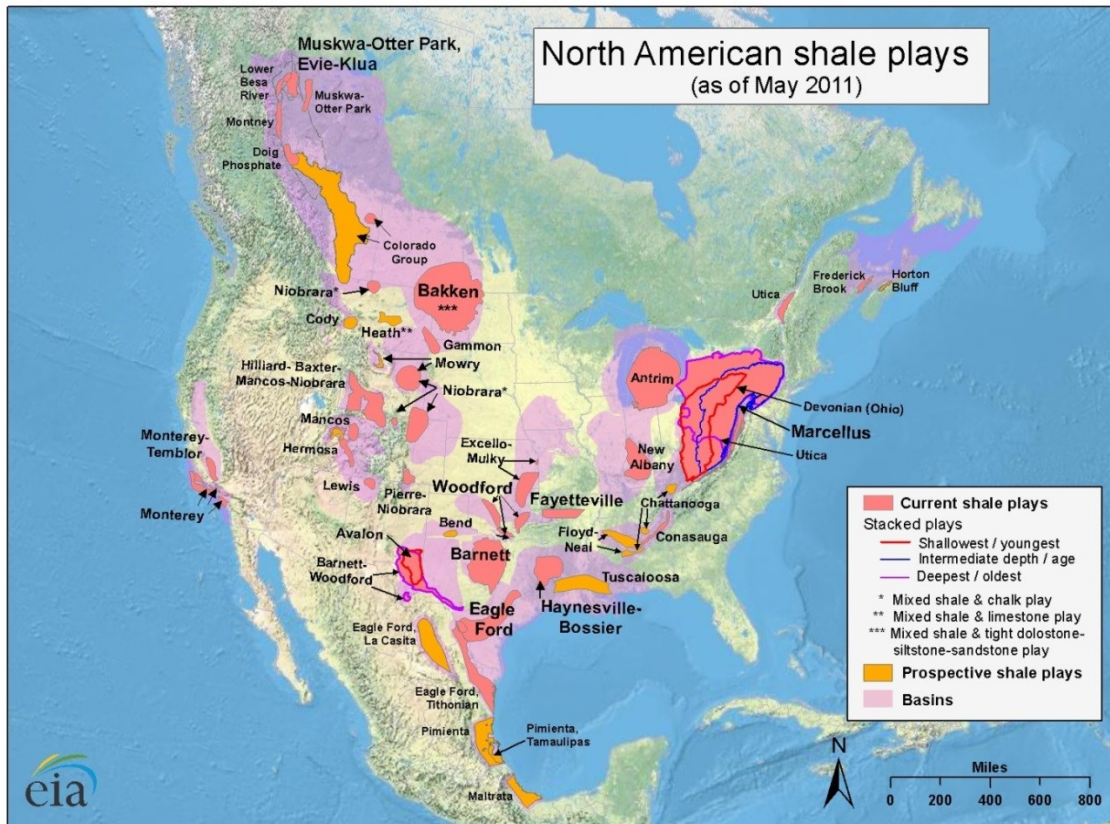 North American shale plays
(as of May 2011)
Muskwa-Otter Park,
Evie-Klua
Lower
Besa
River
Muskwa-
Otter Park
Montney
Doig
Phosphate
Colorado
Group
Niobrara*
Bakken
***
Cody
Heath**
Gammon
Mowry
Hilliard- Baxter-
Mancos-Niobrara
Niobrara*
Mancos
Hermosa
Lewis
Pierre-
Niobrara
Monterey-
Temblor
Monterey
Excello-
Mulky
Woodford
Fayetteville
New
Albany
Antrim
Utica
Frederick
Brook
Horton
Bluff
Devonian (Ohio)
Marcellus
Utica
Chattanooga
Conasauga
Floyd-
Neal
Bend
Avalon
Barnett
Barnett-
Woodford
Tuscaloosa
Haynesville-
Bossier
Eagle
Ford
Eagle Ford,
La Casita
Eagle Ford,
Tithonian
Pimienta
Pimienta,
Tamaulipas
Maltrata
Current shale plays
Stacked plays
Shallowest / youngest
Intermediate depth / age
Deepest / oldest
* Mixed shale & chalk play
** Mixed shale & limestone play
*** Mixed shale & tight dolostone-
siltstone-sandstone play
Prospective shale plays
Basins
N
Miles
0 200 400 600 800
eia